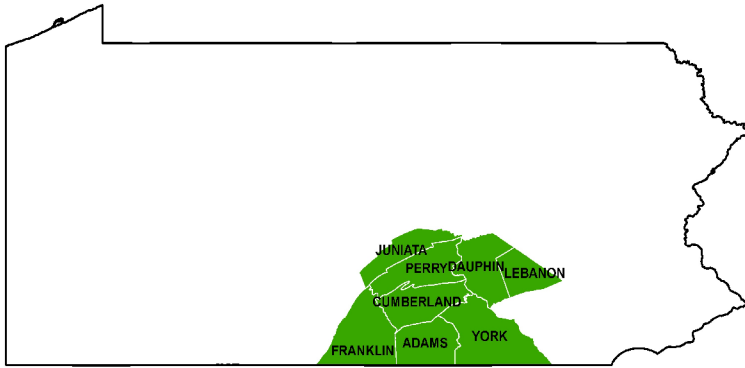 JUNIATA
PERRY
DAUPHIN
LEBANON
CUMBERLAND
FRANKLIN
ADAMS
YORK